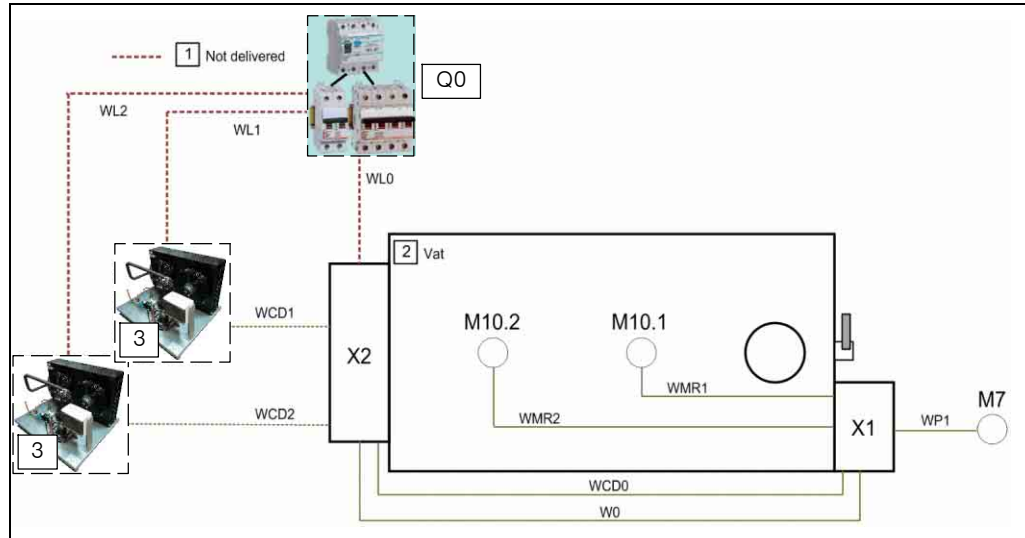 1 Not delivered
Q0
WL2
WL1
WL0
2 Vat
WCD1
3
M10.2
M10.1
X2
WMR1
M7
WCD2
WMR2
X1
WP1
3
WCD0
W0